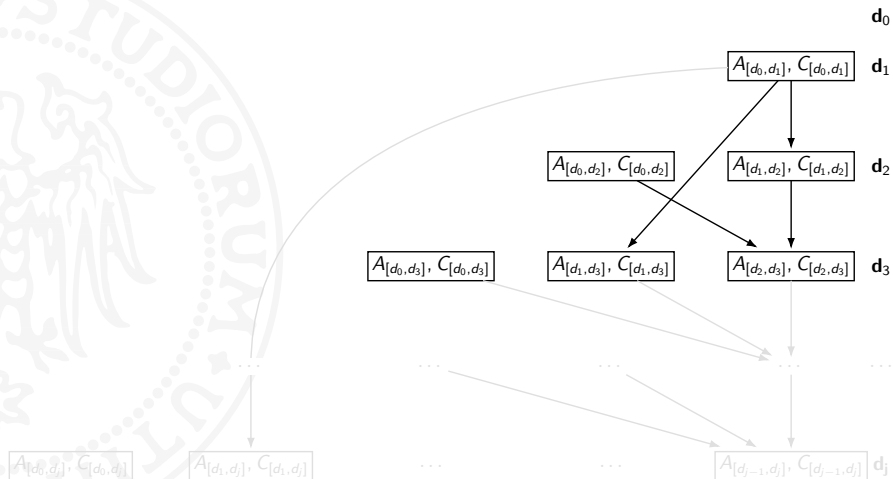 d₀
A[d₀,d₁], C[d₀,d₁] d₁
A[d₀,d₂], C[d₀,d₂] A[d₁,d₂], C[d₁,d₂] d₂
A[d₀,d₃], C[d₀,d₃] A[d₁,d₃], C[d₁,d₃] A[d₂,d₃], C[d₂,d₃] d₃
... ... ... ... ...
A[d₀,dⱼ], C[d₀,dⱼ] A[d₁,dⱼ], C[d₁,dⱼ] ... ... A[dⱼ₋₁,dⱼ], C[dⱼ₋₁,dⱼ] dⱼ
STUDIORUM
UT